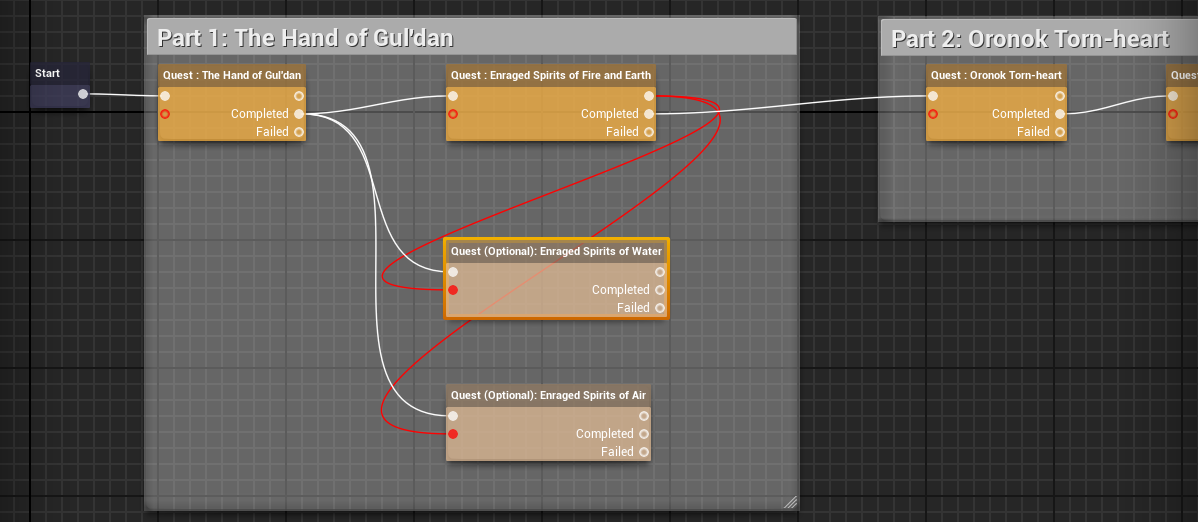 Part 1: The Hand of Gul'dan
Part 2: Oronok Torn-heart
Start
Quest : The Hand of Gul'dan
Completed
Failed
Quest : Enraged Spirits of Fire and Earth
Completed
Failed
Quest : Oronok Torn-heart
Completed
Failed
Quest
Quest (Optional): Enraged Spirits of Water
Completed
Failed
Quest (Optional): Enraged Spirits of Air
Completed
Failed